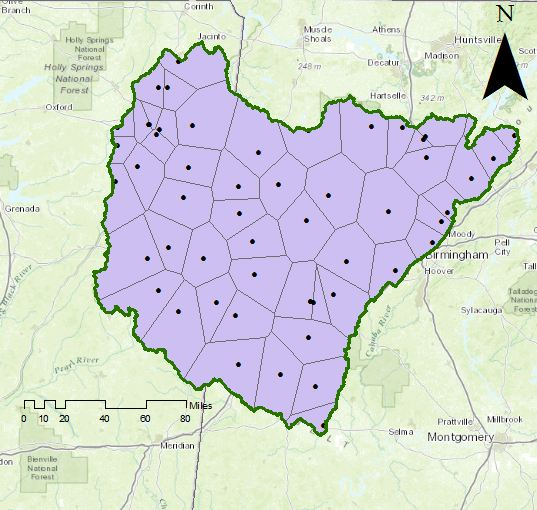 Olive
Branch
Corinth
N
Holly Springs
National
Forest
Jacinto
Muscle
Shoals
Athens
Huntsville
Madison
Decatur
Holly Springs
National
Forest
248 m
Hartselle
342 m
Oxford
Grenada
Moody
Birmingham
Pell
City
Hoover
Black River
Sylacauga
Cahaba River
Talladega
National
Forest
Pearl River
Miles
0 10 20 40 60 80
Selma
Prattville
Millbrook
Montgomery
Meridian
Bienville
National
Forest